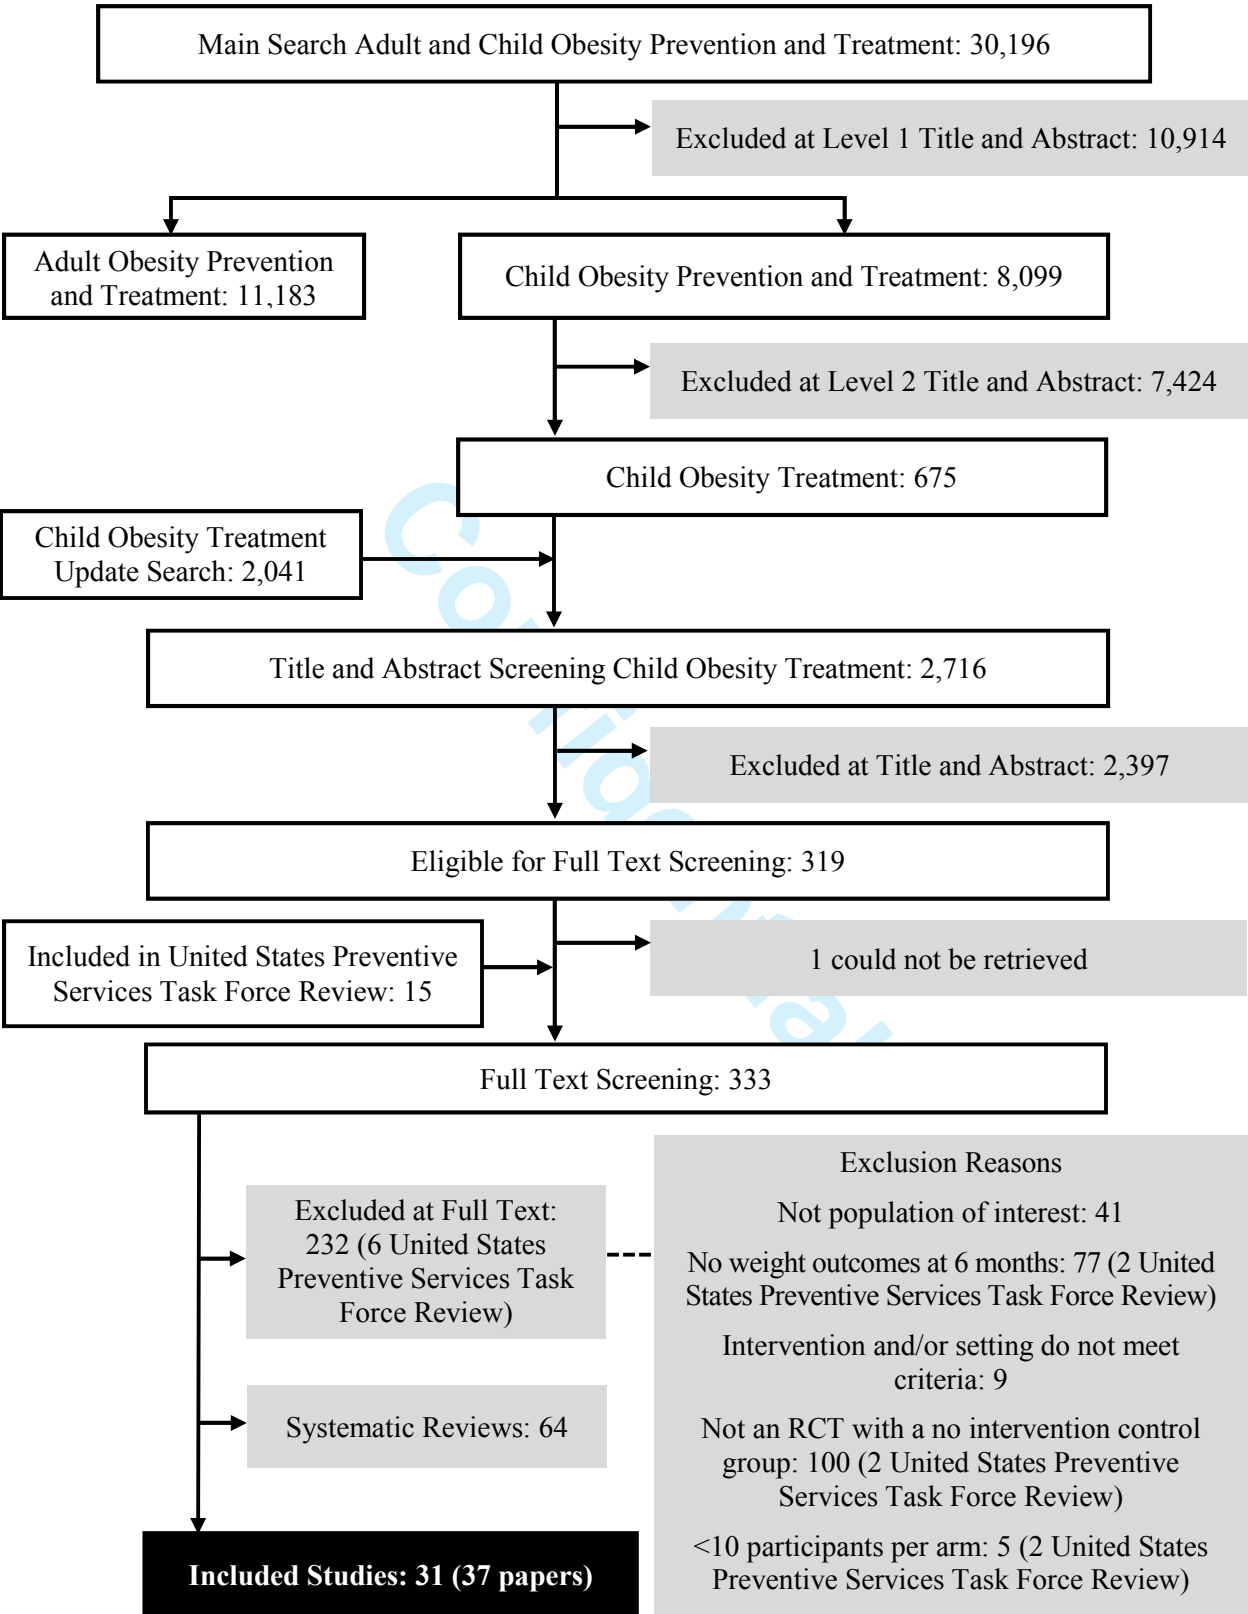 Main Search Adult and Child Obesity Prevention and Treatment: 30,196
Excluded at Level 1 Title and Abstract: 10,914
Adult Obesity Prevention
and Treatment: 11,183
Child Obesity Prevention and Treatment: 8,099
Excluded at Level 2 Title and Abstract: 7,424
Child Obesity Treatment: 675
Child Obesity Treatment
Update Search: 2,041
Title and Abstract Screening Child Obesity Treatment: 2,716
Excluded at Title and Abstract: 2,397
Eligible for Full Text Screening: 319
Included in United States Preventive
Services Task Force Review: 15
1 could not be retrieved
Full Text Screening: 333
Excluded at Full Text:
232 (6 United States
Preventive Services Task
Force Review)
Exclusion Reasons
Not population of interest: 41
No weight outcomes at 6 months: 77 (2 United
States Preventive Services Task Force Review)
Intervention and/or setting do not meet
criteria: 9
Not an RCT with a no intervention control
group: 100 (2 United States Preventive
Services Task Force Review)
<10 participants per arm: 5 (2 United States
Preventive Services Task Force Review)
Systematic Reviews: 64
Included Studies: 31 (37 papers)